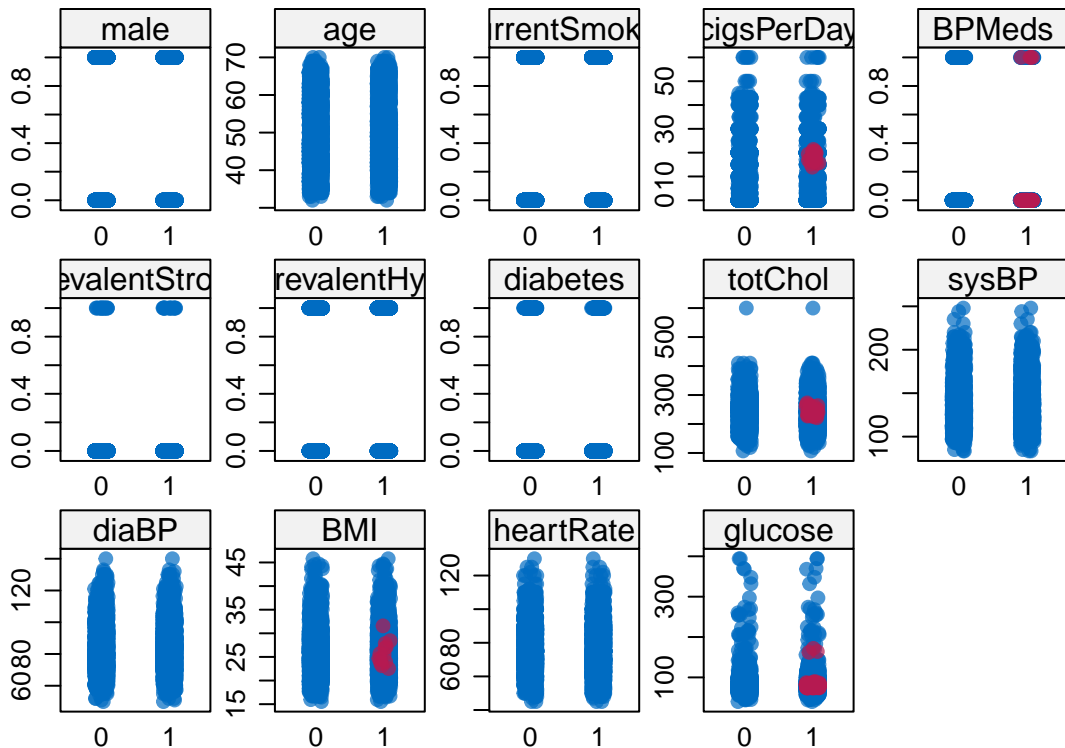 male age urrentSmok cigsPerDay BPMeds
0.0 0.4 0.8
40 50 60 70
0.0 0.4 0.8
0 10 30 50
0.0 0.4 0.8
0 1 0 1 0 1 0 1 0 1
evalentStro revalentHy diabetes totChol sysBP
0.0 0.4 0.8
0.0 0.4 0.8
0.0 0.4 0.8
100 300 500
100 200
0 1 0 1 0 1 0 1 0 1
diaBP BMI heartRate glucose
60 80 120
15 25 35 45
60 80 120
100 300
0 1 0 1 0 1 0 1